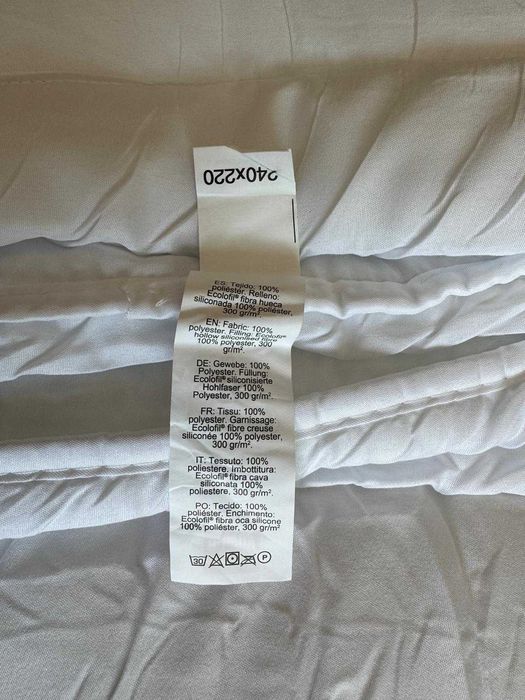 240x220
ES: Tejido: 100%
poliéster. Relleno:
Ecolofil® fibra hueca
siliconada 100% poliéster,
300 gr/m².
EN: Fabric: 100%
polyester. Filling: Ecolofil®
hollow siliconised fibre
100% polyester, 300
gr/m².
DE: Gewebe: 100%
Polyester. Füllung:
Ecolofil® siliconisierte
Hohlfaser 100%
Polyester, 300 gr/m².
FR: Tissu: 100%
polyester. Garnissage:
Ecolofil® fibre creuse
siliconée 100% polyester,
300 gr/m².
IT: Tessuto: 100%
poliestere. Imbottitura:
Ecolofil® fibra cava
siliconata 100%
poliestere, 300 gr/m².
PO: Tecido: 100%
poliéster. Enchimento:
Ecolofil® fibra oca silicone
100% poliéster, 300 gr/m²
30 P